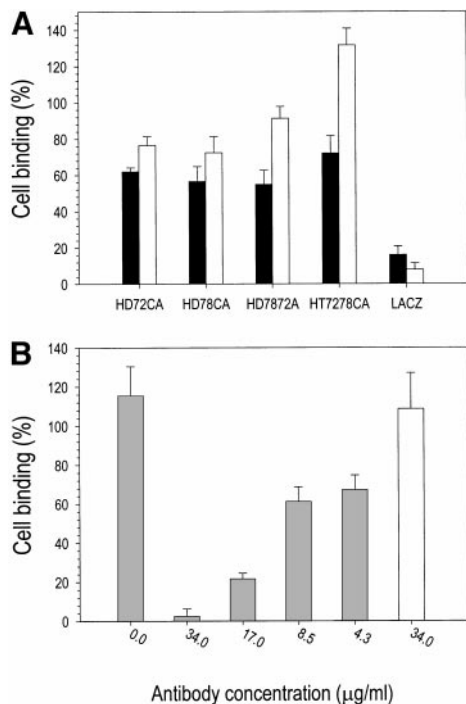 A
Cell binding (%)
140
120
100
80
60
40
20
0
HD72CA HD78CA HD7872A HT7278CA LACZ
B
Cell binding (%)
140
120
100
80
60
40
20
0
0.0 34.0 17.0 8.5 4.3 34.0
Antibody concentration (μg/ml)